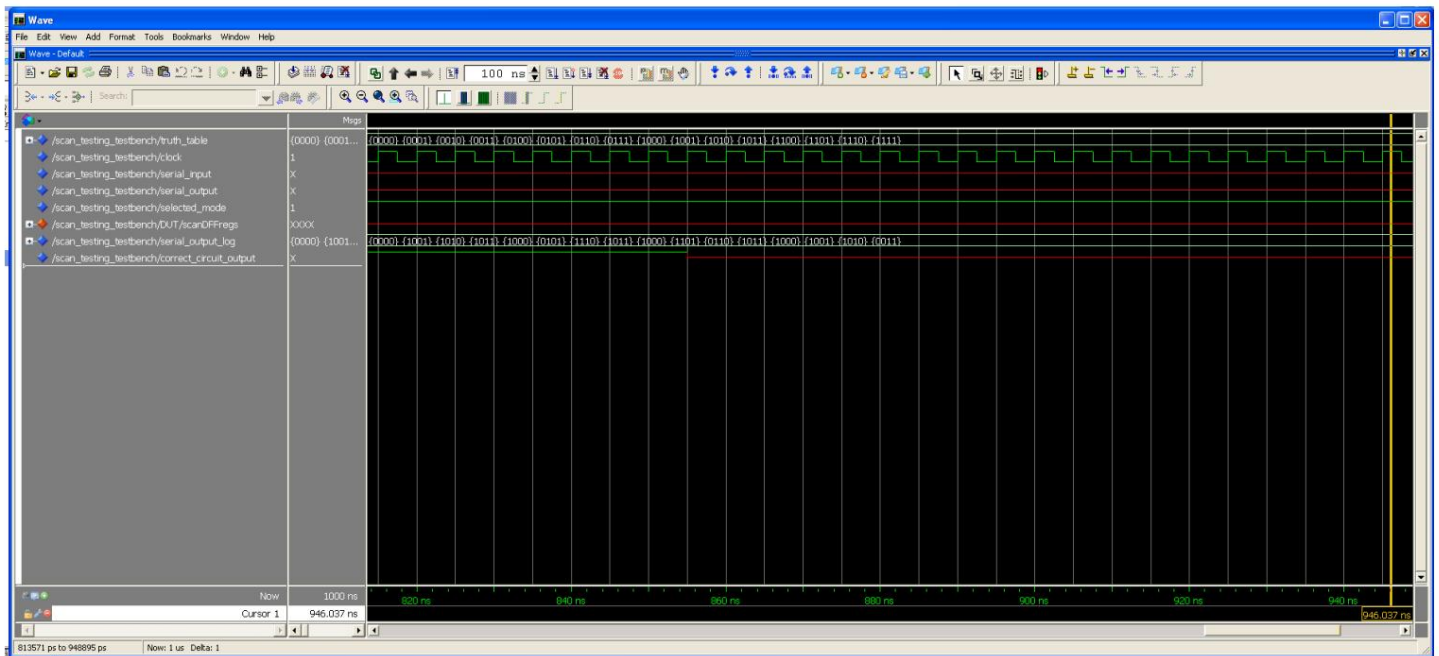 Wave
File Edit View Add Format Tools Bookmarks Window Help
Wave - Default
100 ns
Search:
Msgs
/scan_testing_testbench/truth_table {0000} {0001... {0000} {0001} {0010} {0011} {0100} {0101} {0110} {0111} {1000} {1001} {1010} {1011} {1100} {1101} {1110} {1111}
/scan_testing_testbench/clock 1
/scan_testing_testbench/serial_input X
/scan_testing_testbench/serial_output X
/scan_testing_testbench/selected_mode 1
/scan_testing_testbench/DUT/scanDFFregs XXXX
/scan_testing_testbench/serial_output_log {0000} {1001... {0000} {1001} {1010} {1011} {1000} {0101} {1110} {1011} {1000} {1101} {0110} {1011} {1000} {1001} {1010} {0011}
/scan_testing_testbench/correct_circuit_output X
Now 1000 ns 820 ns 840 ns 860 ns 880 ns 900 ns 920 ns 940 ns
Cursor 1 946.037 ns 946.037 ns
813571 ps to 948895 ps Now: 1 us Delta: 1